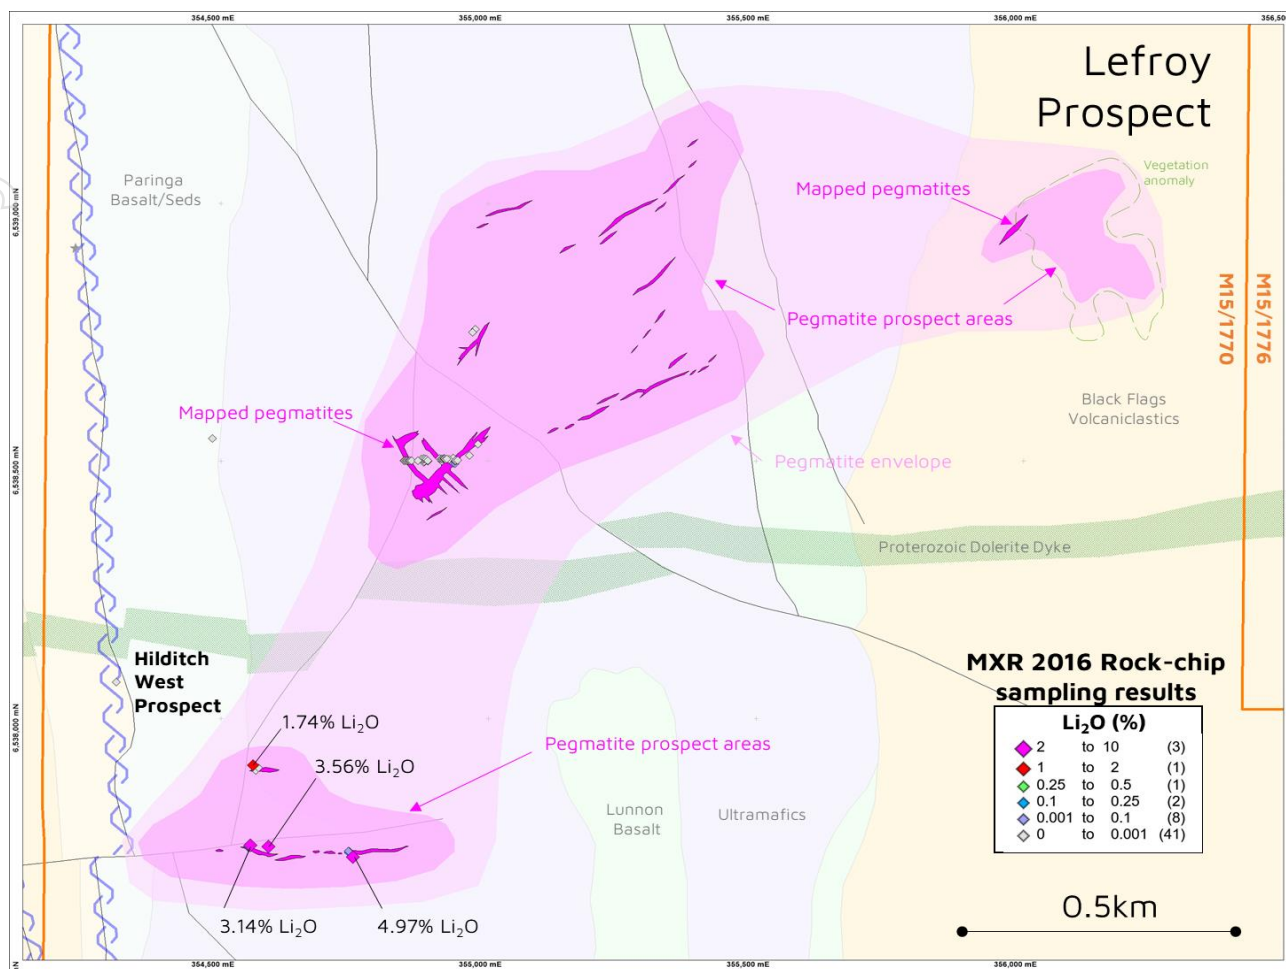 354,500 mE
355,000 mE
355,500 mE
356,000 mE
356,50
Lefroy
Prospect
Paringa
Basalt/Seds
Vegetation
anomaly
Mapped pegmatites
6,539,000 mN
Pegmatite prospect areas
M15/1770
M15/1776
Mapped pegmatites
Black Flags
Volcaniclastics
Pegmatite envelope
6,538,500 mN
Proterozoic Dolerite Dyke
Hilditch
West
Prospect
MXR 2016 Rock-chip
sampling results
6,538,000 mN
1.74% Li₂O
Pegmatite prospect areas
3.56% Li₂O
Li₂O (%)
2 to 10 (3)
1 to 2 (1)
0.25 to 0.5 (1)
0.1 to 0.25 (2)
0.001 to 0.1 (8)
0 to 0.001 (41)
Lunnon
Basalt
Ultramafics
3.14% Li₂O
4.97% Li₂O
0.5km
mN
354,500 mE
355,000 mE
355,500 mE
356,000 mE